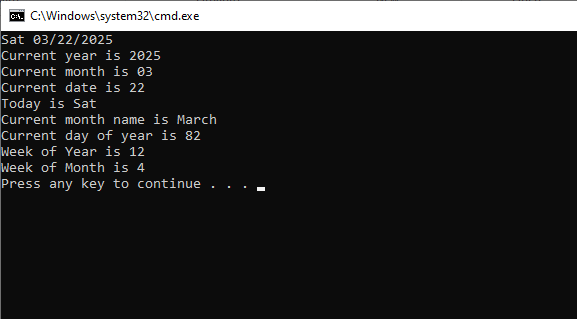 C:\Windows\system32\cmd.exe
Sat 03/22/2025
Current year is 2025
Current month is 03
Current date is 22
Today is Sat
Current month name is March
Current day of year is 82
Week of Year is 12
Week of Month is 4
Press any key to continue . . .